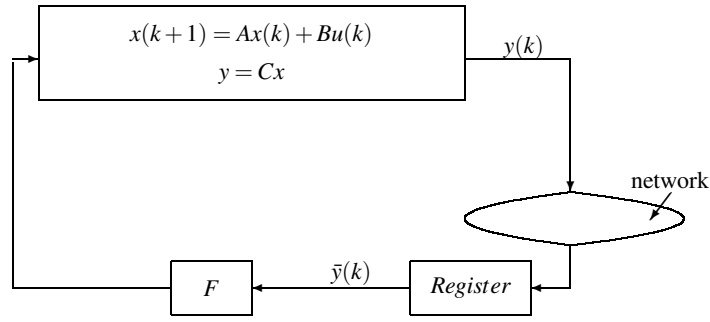 x(k+1) = Ax(k) + Bu(k)
y = Cx
y(k)
network
F
ȳ(k)
Register